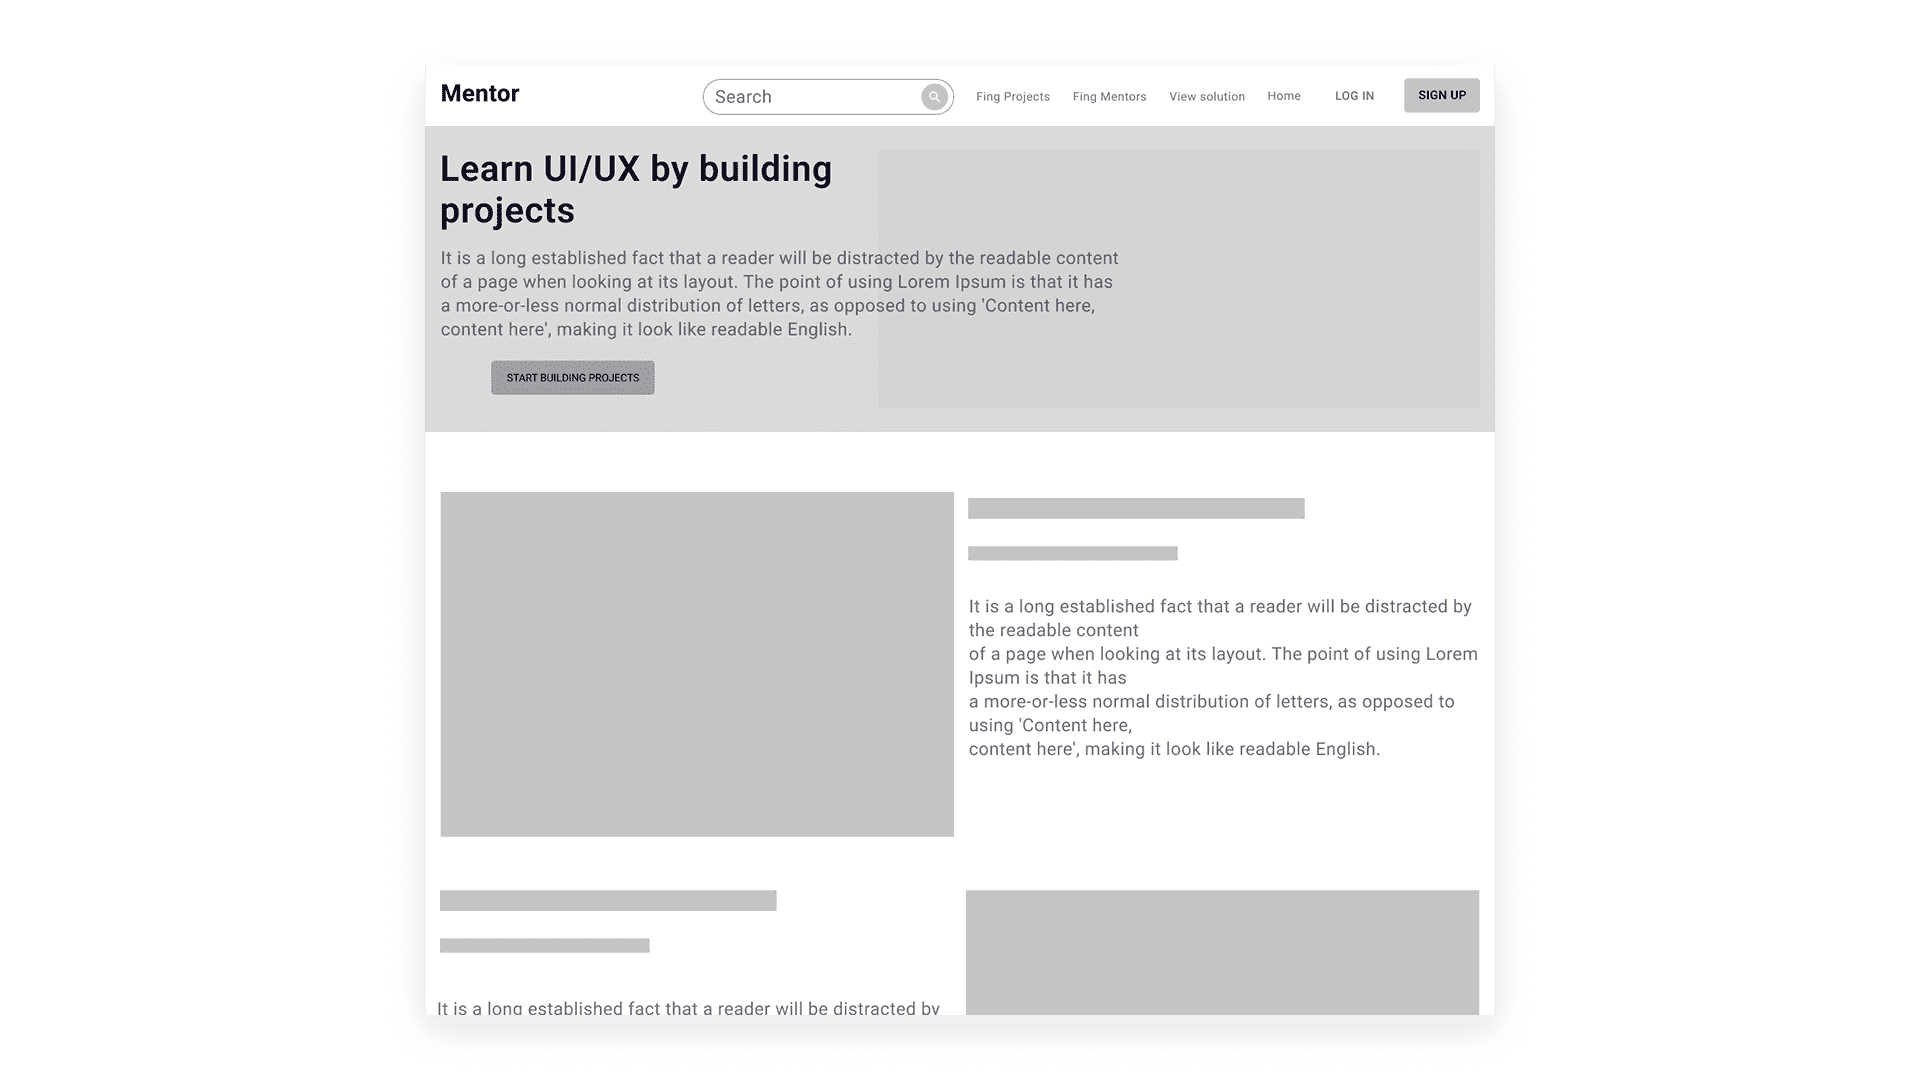 Mentor
Search
Fing Projects
Fing Mentors
View solution
Home
LOG IN
SIGN UP
Learn UI/UX by building
projects
It is a long established fact that a reader will be distracted by the readable content
of a page when looking at its layout. The point of using Lorem Ipsum is that it has
a more-or-less normal distribution of letters, as opposed to using 'Content here,
content here', making it look like readable English.
START BUILDING PROJECTS
It is a long established fact that a reader will be distracted by
the readable content
of a page when looking at its layout. The point of using Lorem
Ipsum is that it has
a more-or-less normal distribution of letters, as opposed to
using 'Content here,
content here', making it look like readable English.
It is a long established fact that a reader will be distracted by